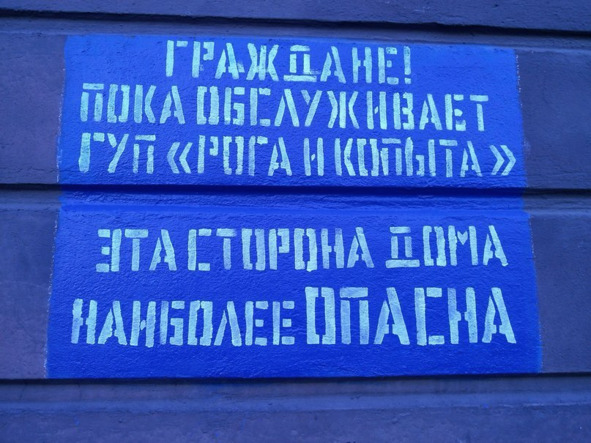 ГРАЖДАНЕ!
ПОКА ОБСЛУЖИВАЕТ
ГУП «РОГА И КОПЫТА»
ЭТА СТОРОНА ДОМА
НАИБОЛЕЕ ОПАСНА